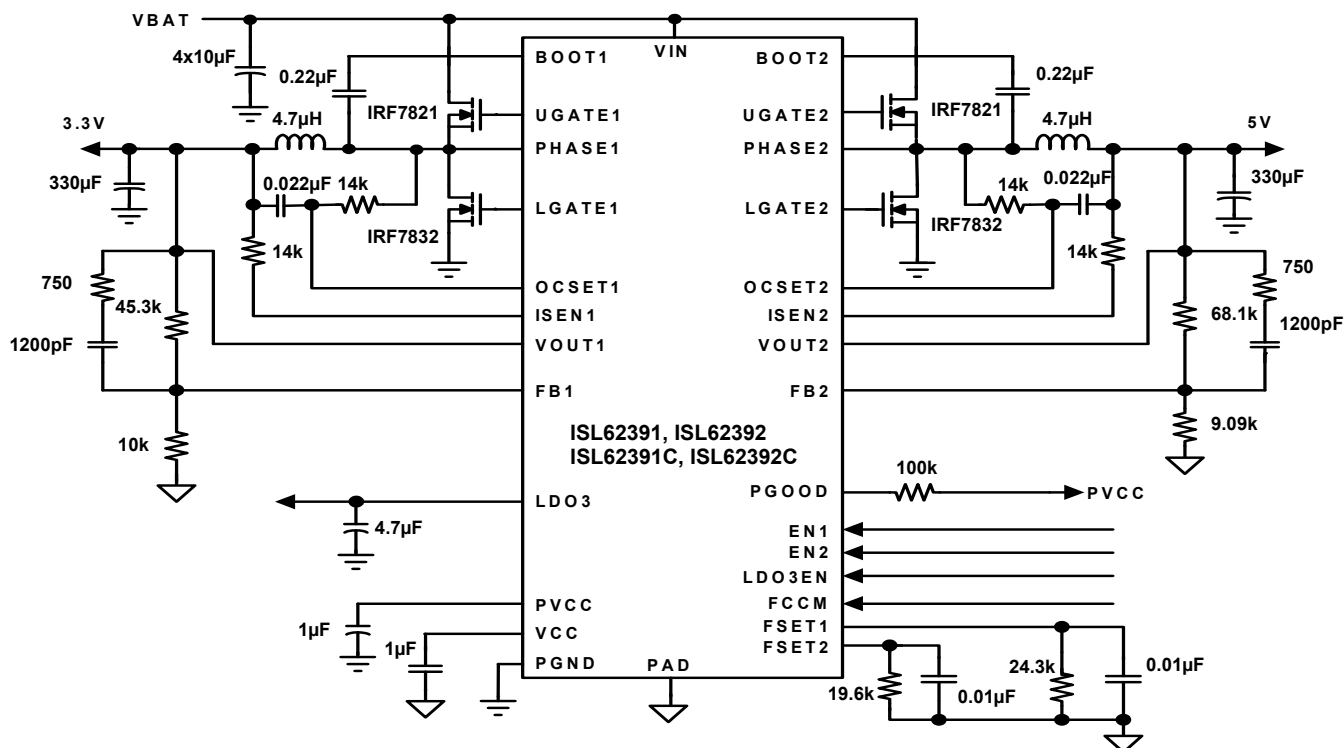 VBAT
VIN
4x10µF
BOOT1
BOOT2
0.22µF
0.22µF
IRF7821
UGATE1
UGATE2
IRF7821
3.3V
4.7µH
PHASE1
PHASE2
4.7µH
5V
330µF
0.022µF
14k
14k
0.022µF
330µF
LGATE1
LGATE2
IRF7832
IRF7832
14k
14k
750
45.3k
OCSET1
OCSET2
750
ISEN1
ISEN2
68.1k
1200pF
VOUT1
VOUT2
1200pF
FB1
FB2
10k
9.09k
ISL62391, ISL62392
ISL62391C, ISL62392C
LDO3
PGOOD
100k
PVCC
4.7µF
EN1
EN2
LDO3EN
PVCC
FCCM
1µF
VCC
FSET1
1µF
FSET2
PGND
PAD
19.6k
0.01µF
24.3k
0.01µF